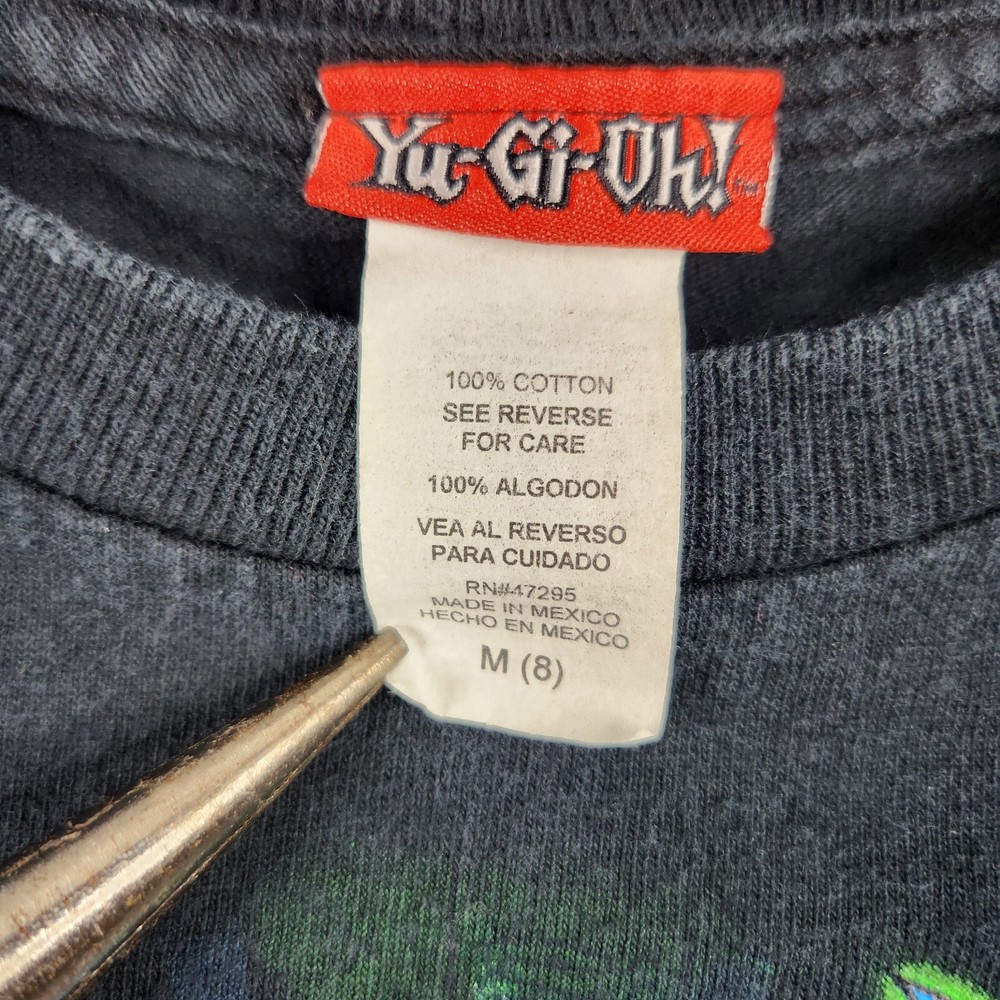 Yu-Gi-Oh!™
100% COTTON
SEE REVERSE
FOR CARE
100% ALGODON
VEA AL REVERSO
PARA CUIDADO
RN#47295
MADE IN MEXICO
HECHO EN MEXICO
M (8)